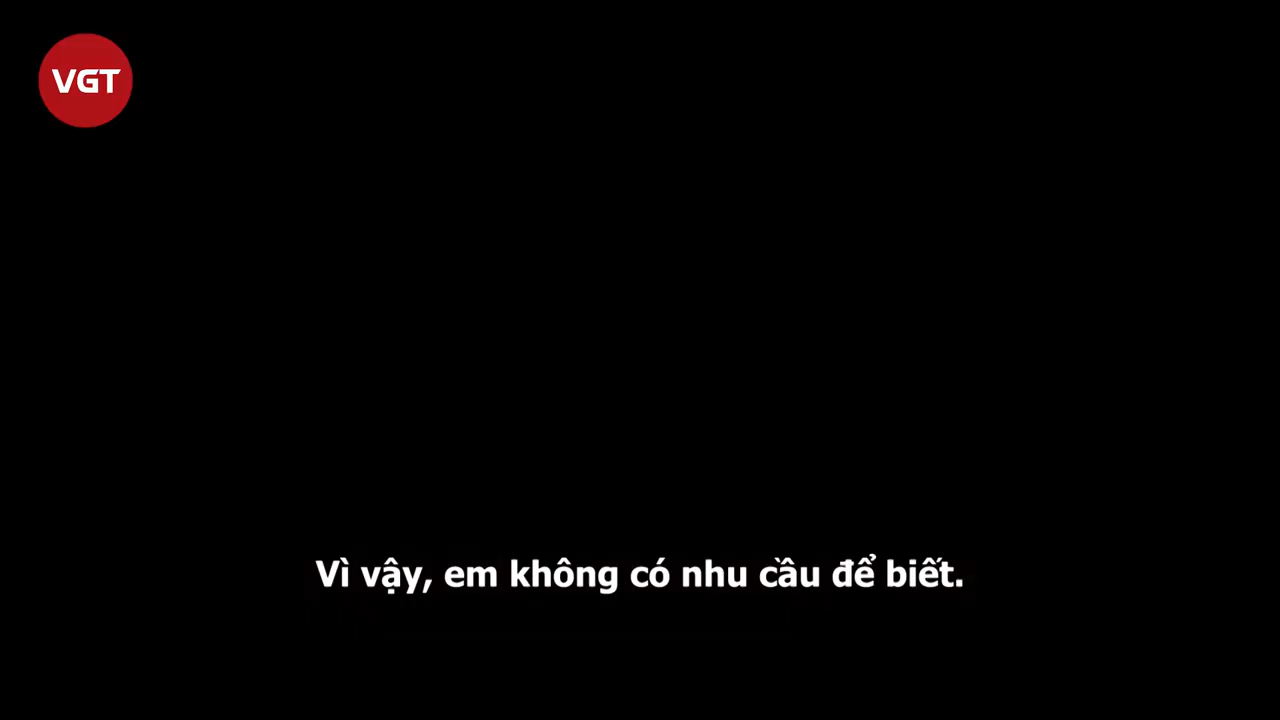 VGT
Vì vậy, em không có nhu cầu để biết.